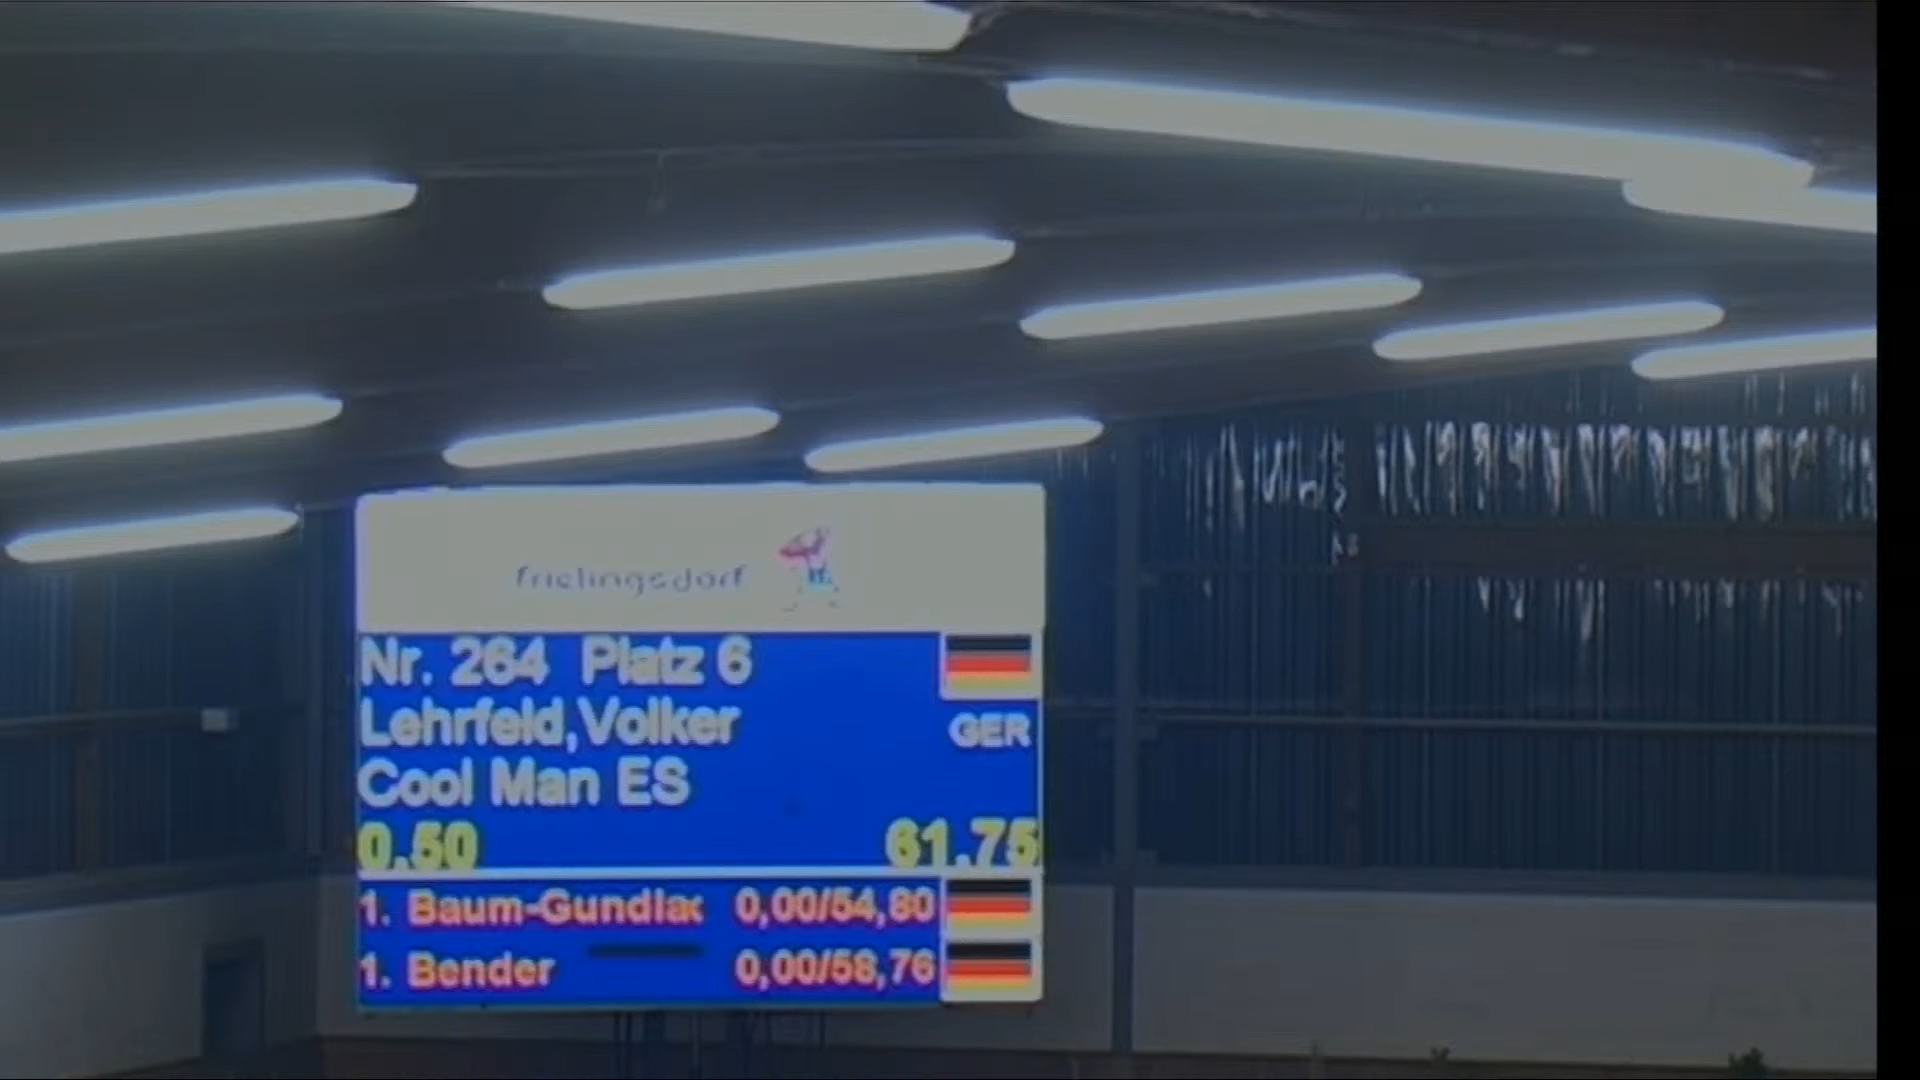 frielingsdorf
Nr. 264 Platz 6
Lehrfeld,Volker GER
Cool Man ES
0.50 61.75
1. Baum-Gundlac 0,00/54,80
1. Bender 0,00/58,76